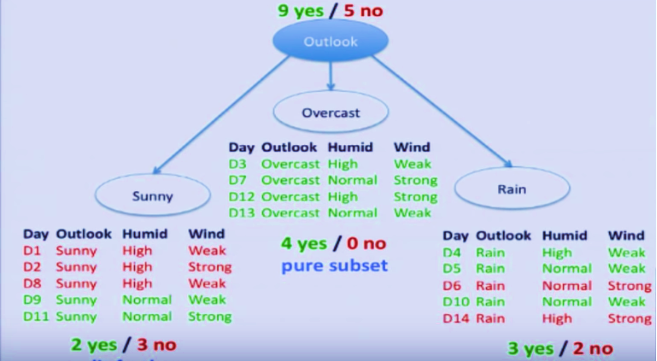 9 yes / 5 no
Outlook
Overcast
Day Outlook Humid Wind
D3 Overcast High Weak
D7 Overcast Normal Strong
D12 Overcast High Strong
D13 Overcast Normal Weak
4 yes / 0 no
pure subset
Sunny
Day Outlook Humid Wind
D1 Sunny High Weak
D2 Sunny High Strong
D8 Sunny High Weak
D9 Sunny Normal Weak
D11 Sunny Normal Strong
2 yes / 3 no
Rain
Day Outlook Humid Wind
D4 Rain High Weak
D5 Rain Normal Weak
D6 Rain Normal Strong
D10 Rain Normal Weak
D14 Rain High Strong
3 yes / 2 no